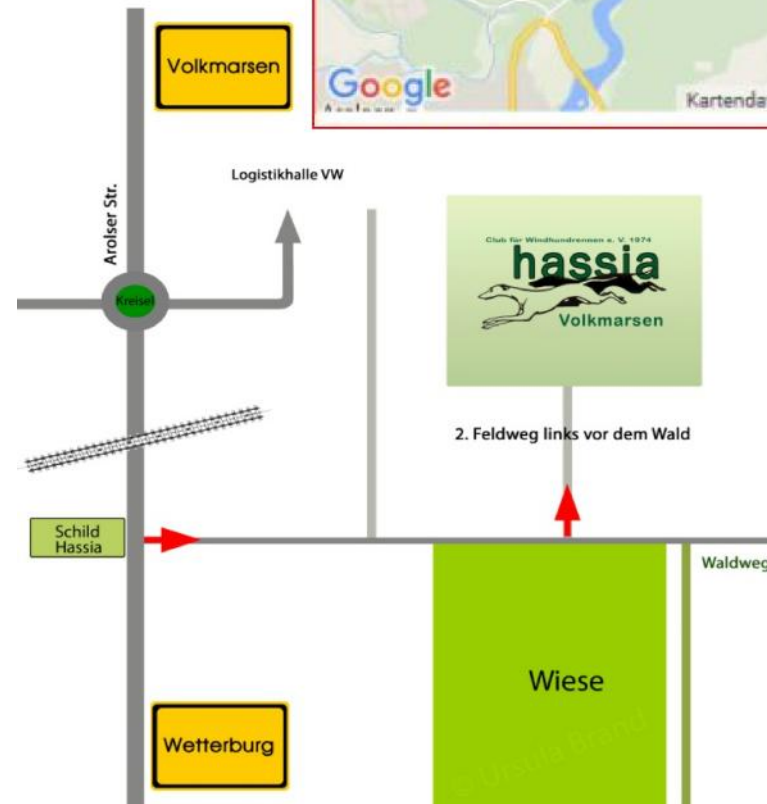 Volkmarsen
Google
Kartenda
Logistikhalle VW
Arolser Str.
Kreisel
Club für Windhundrennen e. V. 1974
hassia
Volkmarsen
2. Feldweg links vor dem Wald
Schild
Hassia
Waldweg
Wiese
Wetterburg
© Ursula Brand